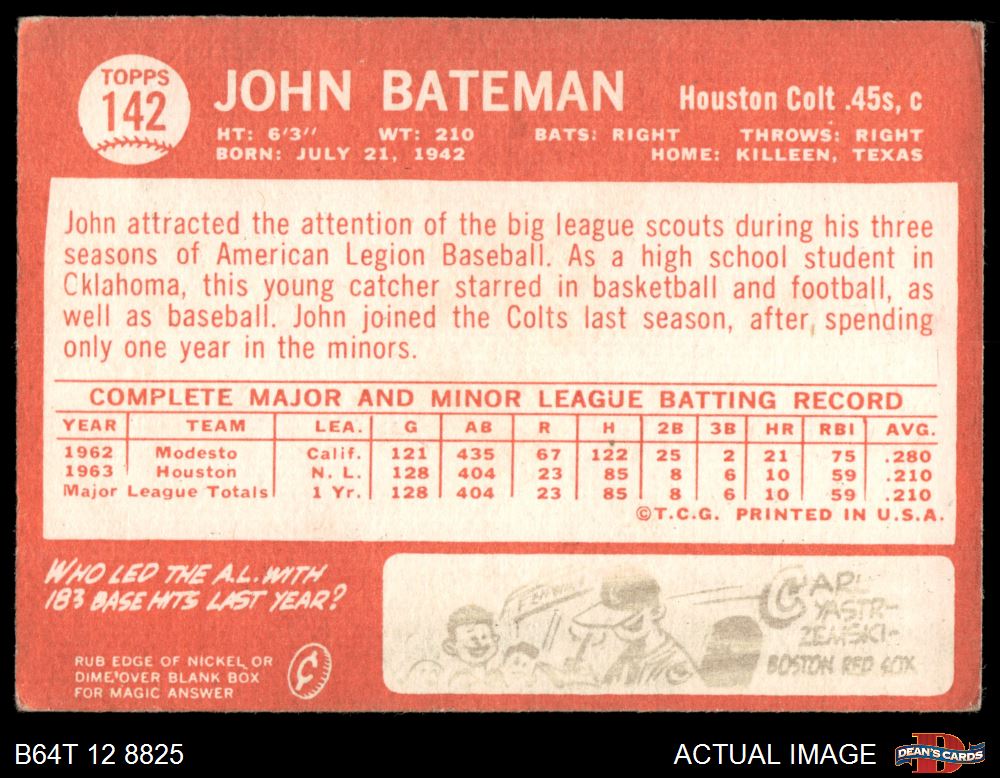 TOPPS
142
JOHN BATEMAN
Houston Colt .45s, c
HT: 6'3" WT: 210 BATS: RIGHT THROWS: RIGHT
BORN: JULY 21, 1942 HOME: KILLEEN, TEXAS
John attracted the attention of the big league scouts during his three
seasons of American Legion Baseball. As a high school student in
Cklahoma, this young catcher starred in basketball and football, as
well as baseball. John joined the Colts last season, after spending
only one year in the minors.
COMPLETE MAJOR AND MINOR LEAGUE BATTING RECORD
YEAR TEAM LEA. G AB R H 2B 3B HR RBI AVG.
1962 Modesto Calif. 121 435 67 122 25 2 21 75 .280
1963 Houston N. L. 128 404 23 85 8 6 10 59 .210
Major League Totals 1 Yr. 128 404 23 85 8 6 10 59 .210
©T.C.G. PRINTED IN U.S.A.
WHO LED THE A.L. WITH
183 BASE HITS LAST YEAR?
RUB EDGE OF NICKEL OR
DIME OVER BLANK BOX
FOR MAGIC ANSWER
CARL
YASTR-
ZEMSKI-
BOSTON RED SOX
B64T 12 8825
ACTUAL IMAGE
DEAN'S CARDS